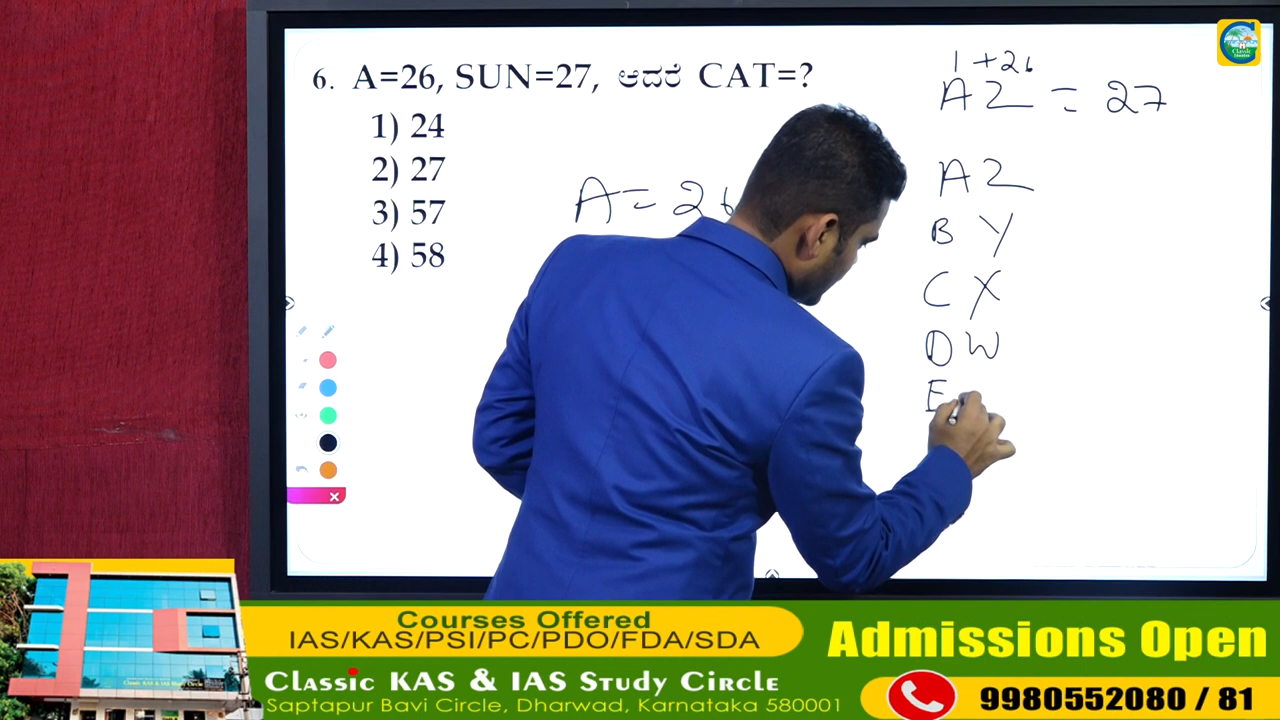 6. A=26, SUN=27, ಆದರೆ CAT=?
1) 24
2) 27
3) 57
4) 58
A = 26
1 + 26
A Z = 27
A Z
B Y
C X
D W
E
Courses Offered
IAS/KAS/PSI/PC/PDO/FDA/SDA
Classic KAS & IAS Study Circle
Saptapur Bavi Circle, Dharwad, Karnataka 580001
Admissions Open
9980552080 / 81